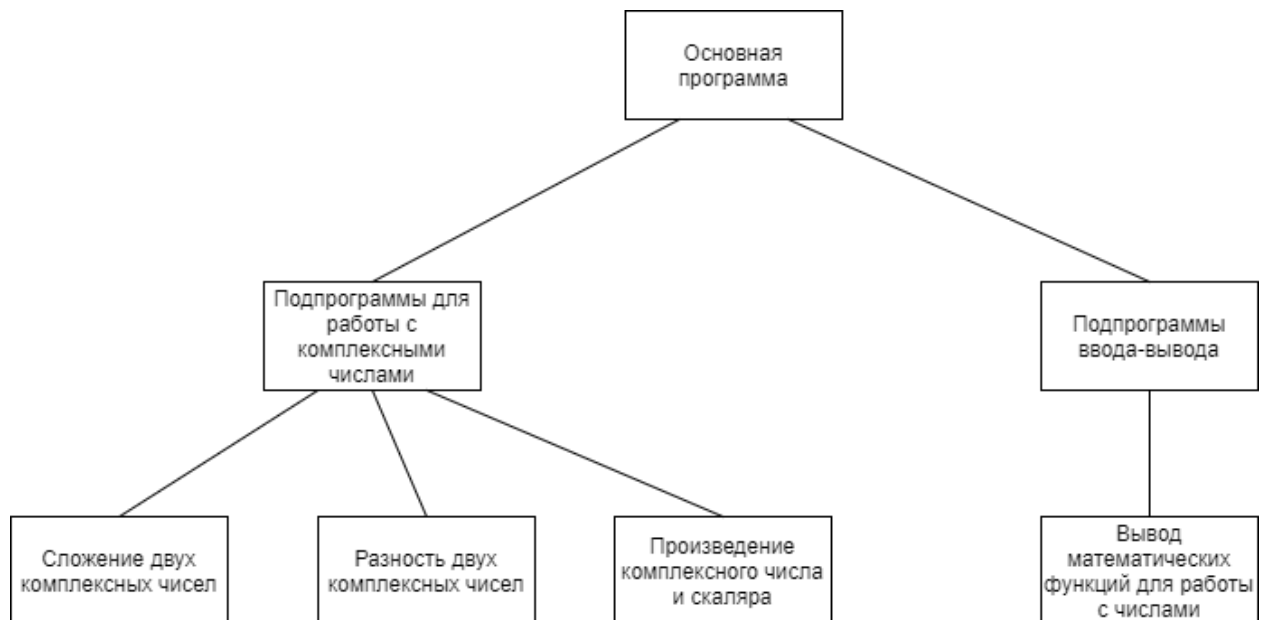 Основная
программа
Подпрограммы для
работы с
комплексными
числами
Подпрограммы
ввода-вывода
Сложение двух
комплексных чисел
Разность двух
комплексных чисел
Произведение
комплексного числа
и скаляра
Вывод
математических
функций для работы
с числами